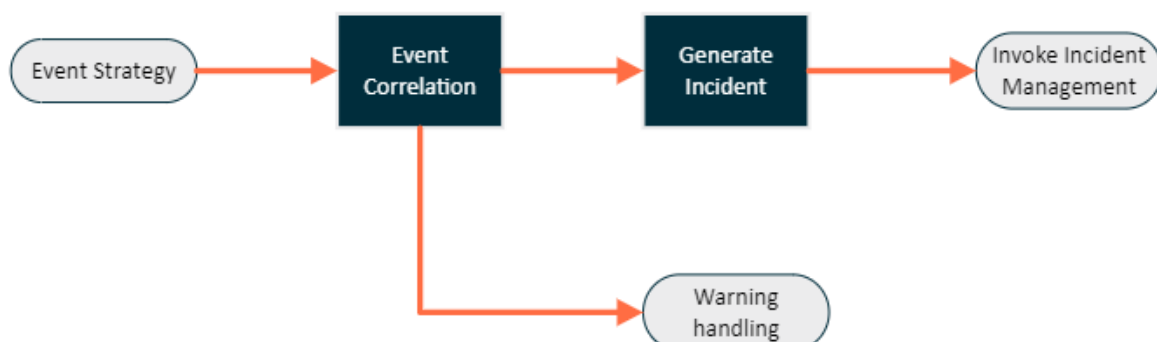 Event Strategy
Event
Correlation
Generate
Incident
Invoke Incident
Management
Warning
handling